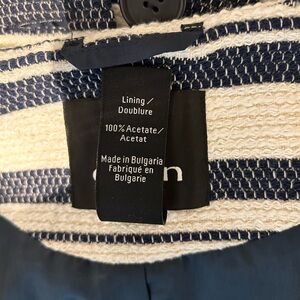 Lining /
Doublure
100% Acetate/
Acetat
Made in Bulgaria
Fabriqué en
Bulgarie